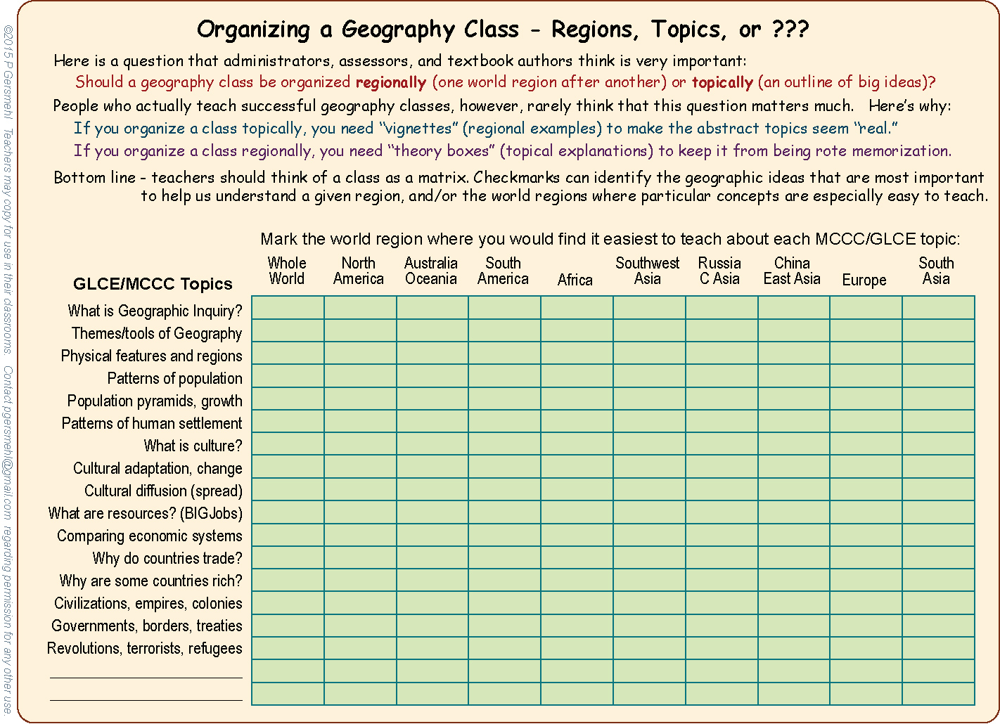 Organizing a Geography Class - Regions, Topics, or ???
Here is a question that administrators, assessors, and textbook authors think is very important:
Should a geography class be organized regionally (one world region after another) or topically (an outline of big ideas)?
People who actually teach successful geography classes, however, rarely think that this question matters much. Here's why:
If you organize a class topically, you need "vignettes" (regional examples) to make the abstract topics seem "real."
If you organize a class regionally, you need "theory boxes" (topical explanations) to keep it from being rote memorization.
Bottom line - teachers should think of a class as a matrix. Checkmarks can identify the geographic ideas that are most important
to help us understand a given region, and/or the world regions where particular concepts are especially easy to teach.
Mark the world region where you would find it easiest to teach about each MCCC/GLCE topic:
GLCE/MCCC Topics
Whole
World
North
America
Australia
Oceania
South
America
Africa
Southwest
Asia
Russia
C Asia
China
East Asia
Europe
South
Asia
What is Geographic Inquiry?
Themes/tools of Geography
Physical features and regions
Patterns of population
Population pyramids, growth
Patterns of human settlement
What is culture?
Cultural adaptation, change
Cultural diffusion (spread)
What are resources? (BIGJobs)
Comparing economic systems
Why do countries trade?
Why are some countries rich?
Civilizations, empires, colonies
Governments, borders, treaties
Revolutions, terrorists, refugees
©2015 P Gersmehl Teachers may copy for use in their classrooms. Contact pgersmehl@gmail.com regarding permission for any other use.